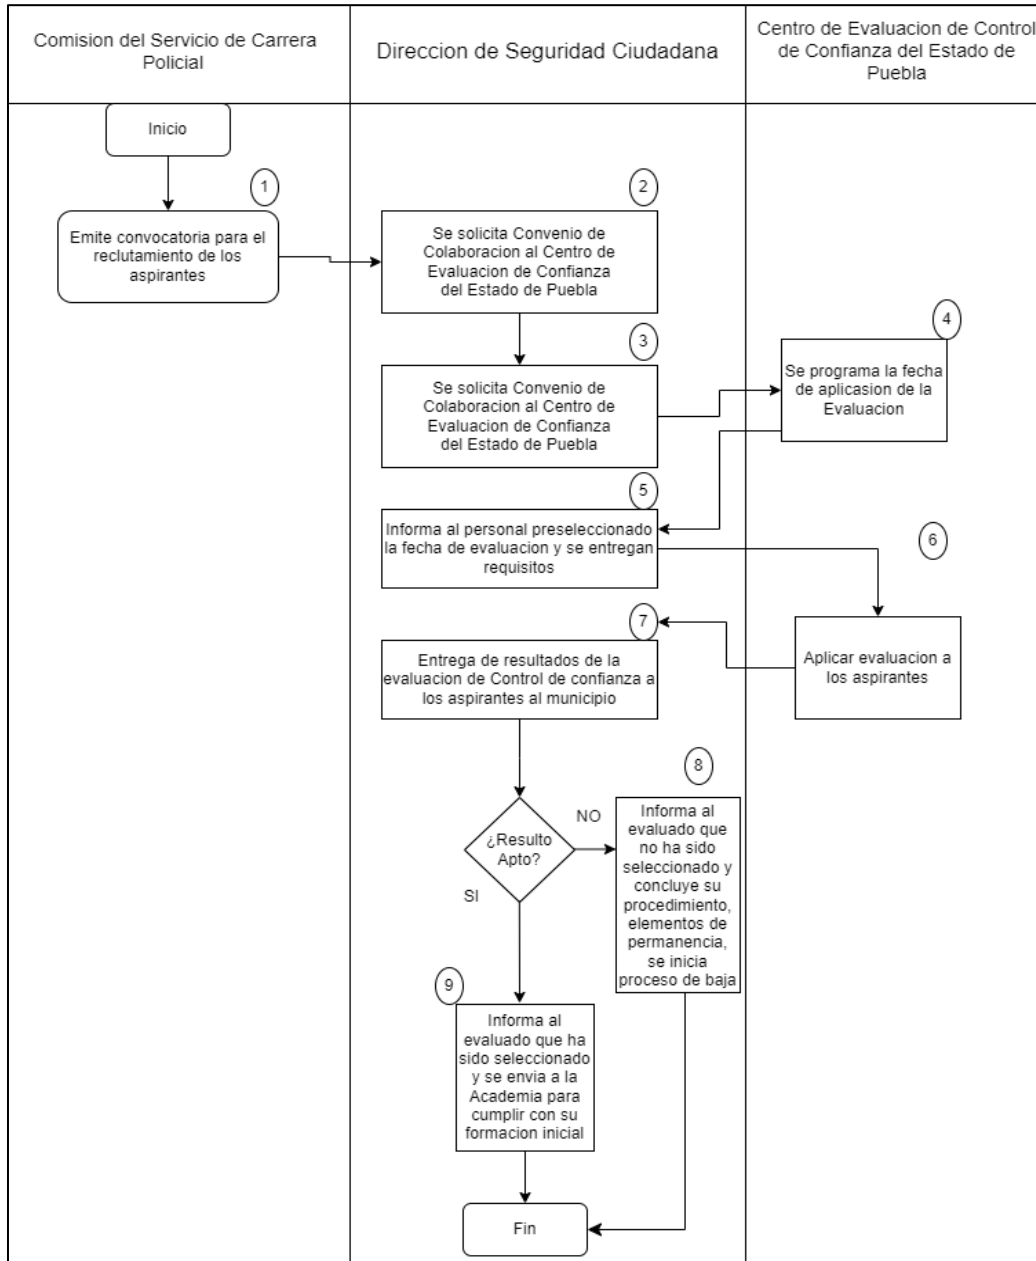 Comision del Servicio de Carrera
Policial
Direccion de Seguridad Ciudadana
Centro de Evaluacion de Control
de Confianza del Estado de
Puebla
Inicio
1
Emite convocatoria para el
reclutamiento de los
aspirantes
2
Se solicita Convenio de
Colaboracion al Centro de
Evaluacion de Confianza
del Estado de Puebla
3
Se solicita Convenio de
Colaboracion al Centro de
Evaluacion de Confianza
del Estado de Puebla
4
Se programa la fecha
de aplicasion de la
Evaluacion
5
Informa al personal preseleccionado
la fecha de evaluacion y se entregan
requisitos
6
Aplicar evaluacion a
los aspirantes
7
Entrega de resultados de la
evaluacion de Control de confianza a
los aspirantes al municipio
¿Resulto
Apto?
NO
SI
8
Informa al
evaluado que
no ha sido
seleccionado y
concluye su
procedimiento,
elementos de
permanencia,
se inicia
proceso de baja
9
Informa al
evaluado que ha
sido seleccionado
y se envia a la
Academia para
cumplir con su
formacion inicial
Fin